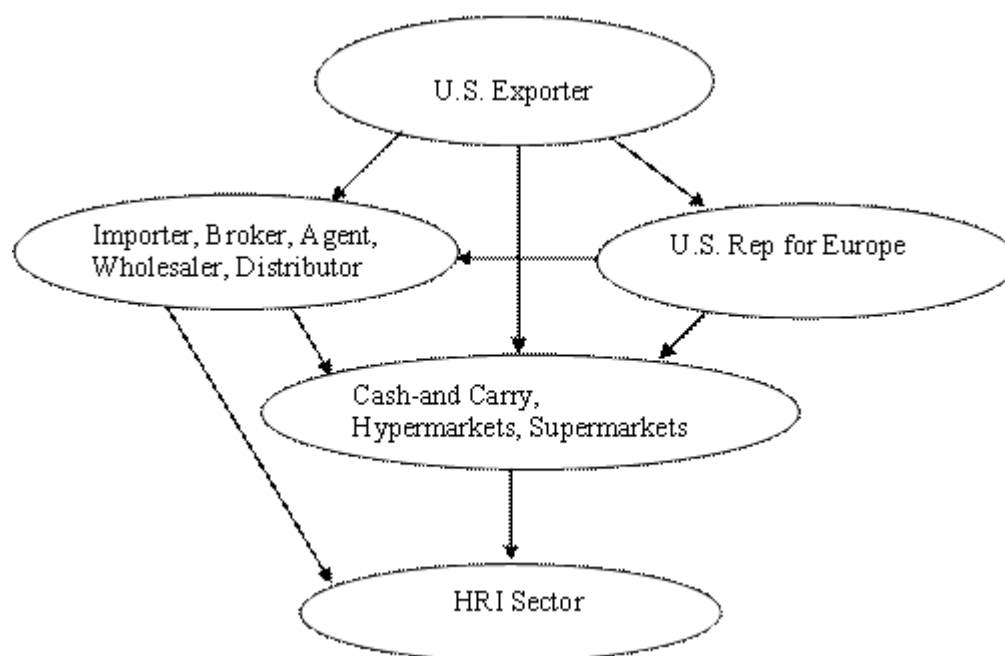 U.S. Exporter
Importer, Broker, Agent,
Wholesaler, Distributor
U.S. Rep for Europe
Cash-and Carry,
Hypermarkets, Supermarkets
HRI Sector